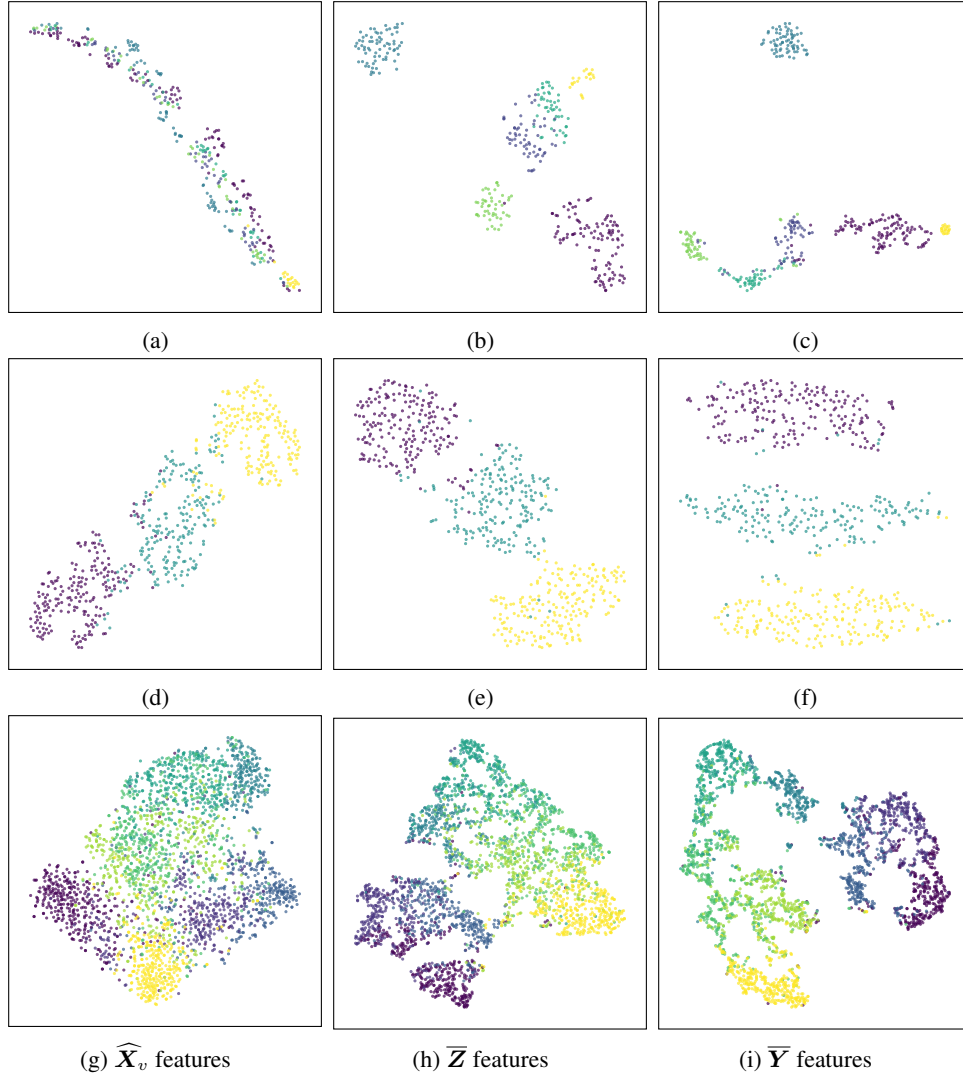 (a) (b) (c)
(d) (e) (f)
(g) $\widehat{\boldsymbol{X}}_v$ features (h) $\overline{\boldsymbol{Z}}$ features (i) $\overline{\boldsymbol{Y}}$ features